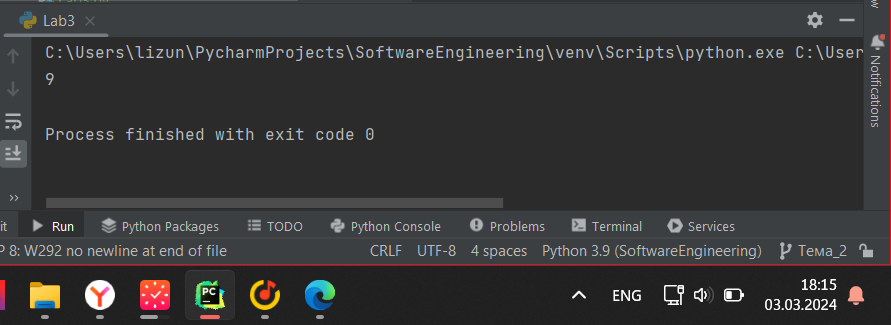 Lab3
C:\Users\lizun\PycharmProjects\SoftwareEngineering\venv\Scripts\python.exe C:\User
9
Process finished with exit code 0
Notifications
Run Python Packages TODO Python Console Problems Terminal Services
P 8: W292 no newline at end of file CRLF UTF-8 4 spaces Python 3.9 (SoftwareEngineering) Тема_2
PC ENG 18:15
03.03.2024